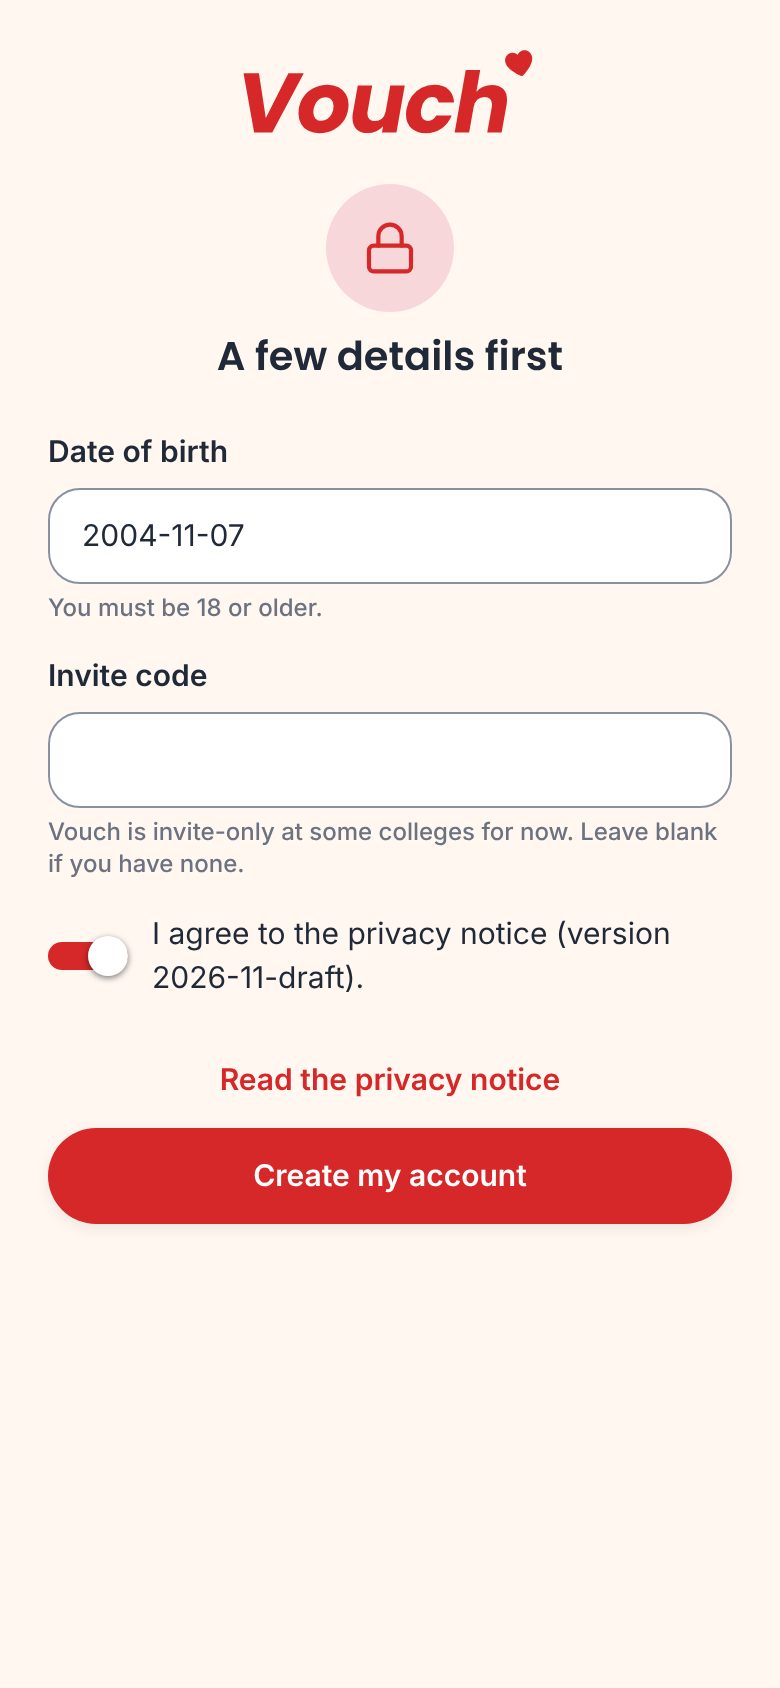 Vouch
A few details first
Date of birth
2004-11-07
You must be 18 or older.
Invite code
Vouch is invite-only at some colleges for now. Leave blank
if you have none.
I agree to the privacy notice (version
2026-11-draft).
Read the privacy notice
Create my account